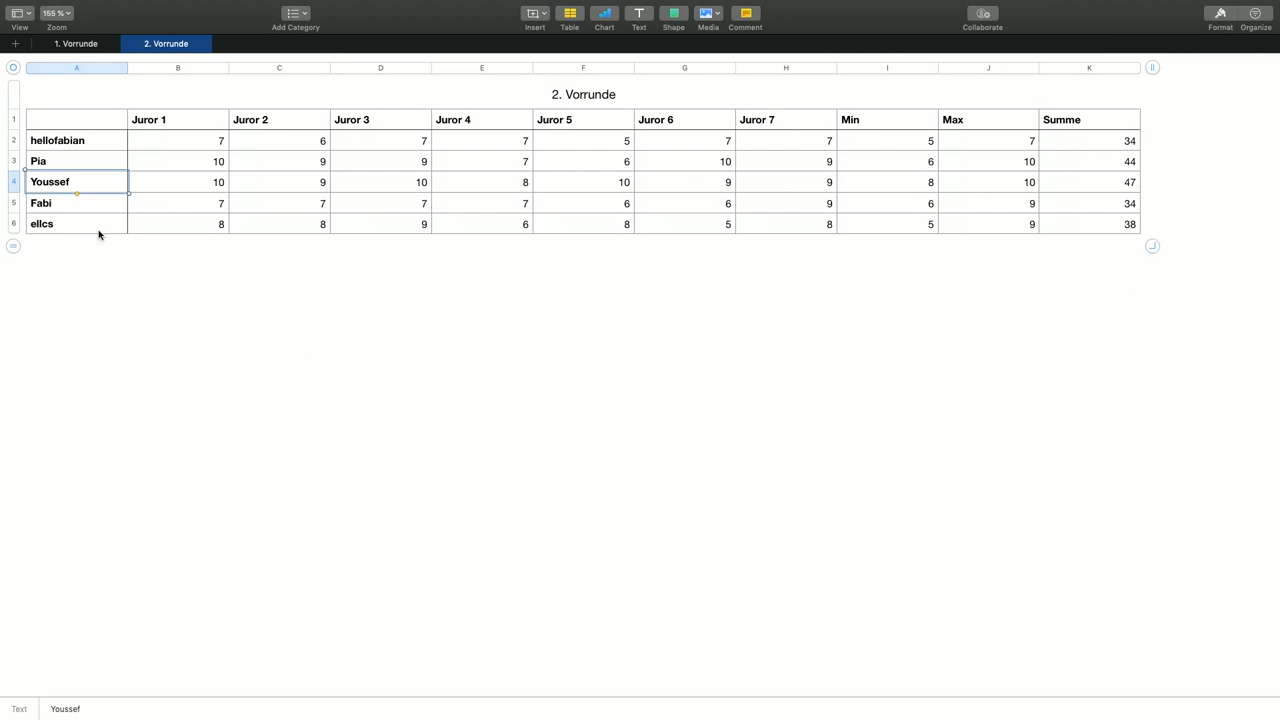 155 %
View Zoom Add Category Insert Table Chart Text Shape Media Comment Collaborate Format Organize
1. Vorrunde 2. Vorrunde
A B C D E F G H I J K
2. Vorrunde
1 Juror 1 Juror 2 Juror 3 Juror 4 Juror 5 Juror 6 Juror 7 Min Max Summe
2 hellofabian 7 6 7 7 5 7 7 5 7 34
3 Pia 10 9 9 7 6 10 9 6 10 44
4 Youssef 10 9 10 8 10 9 9 8 10 47
5 Fabi 7 7 7 7 6 6 9 6 9 34
6 ellcs 8 8 9 6 8 5 8 5 9 38
Text Youssef